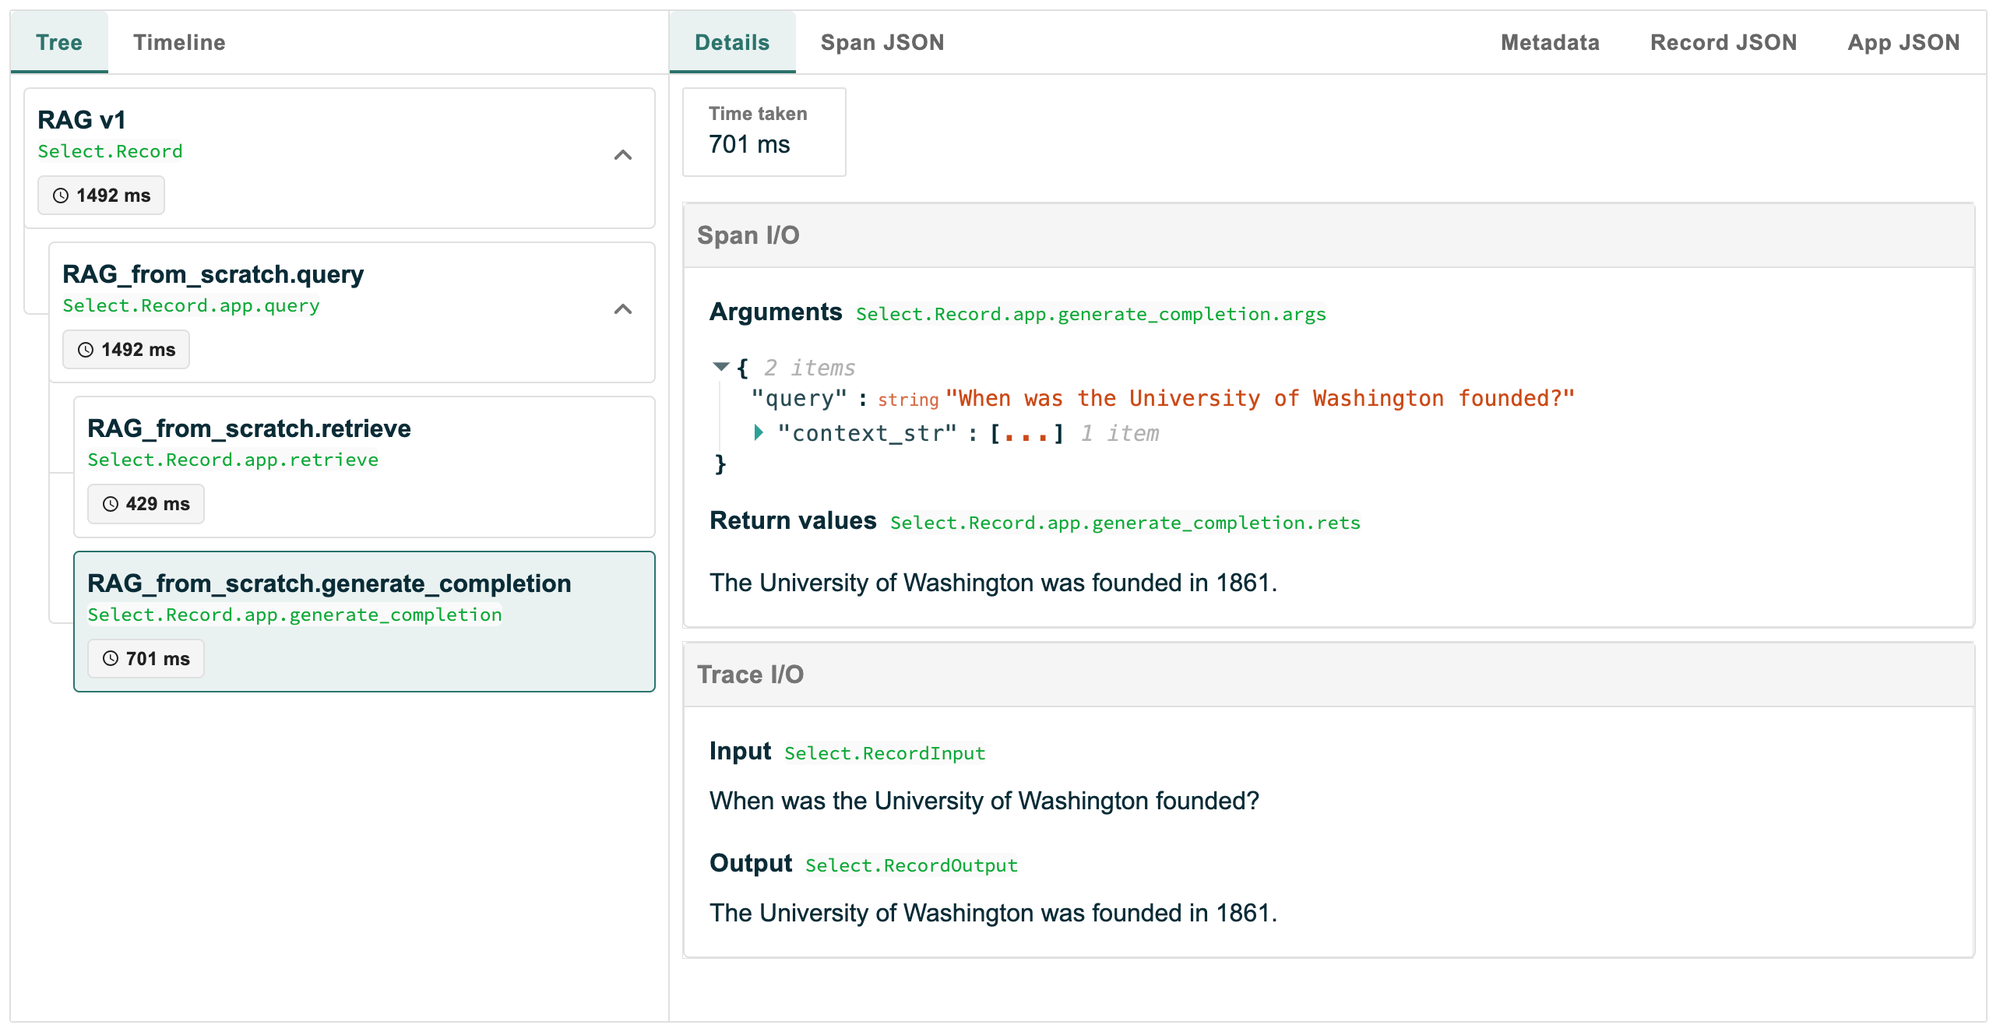 Tree Timeline
RAG v1
Select.Record
1492 ms
RAG_from_scratch.query
Select.Record.app.query
1492 ms
RAG_from_scratch.retrieve
Select.Record.app.retrieve
429 ms
RAG_from_scratch.generate_completion
Select.Record.app.generate_completion
701 ms
Details Span JSON Metadata Record JSON App JSON
Time taken
701 ms
Span I/O
Arguments Select.Record.app.generate_completion.args
{ 2 items
"query" : string "When was the University of Washington founded?"
"context_str" : [...] 1 item
}
Return values Select.Record.app.generate_completion.rets
The University of Washington was founded in 1861.
Trace I/O
Input Select.RecordInput
When was the University of Washington founded?
Output Select.RecordOutput
The University of Washington was founded in 1861.